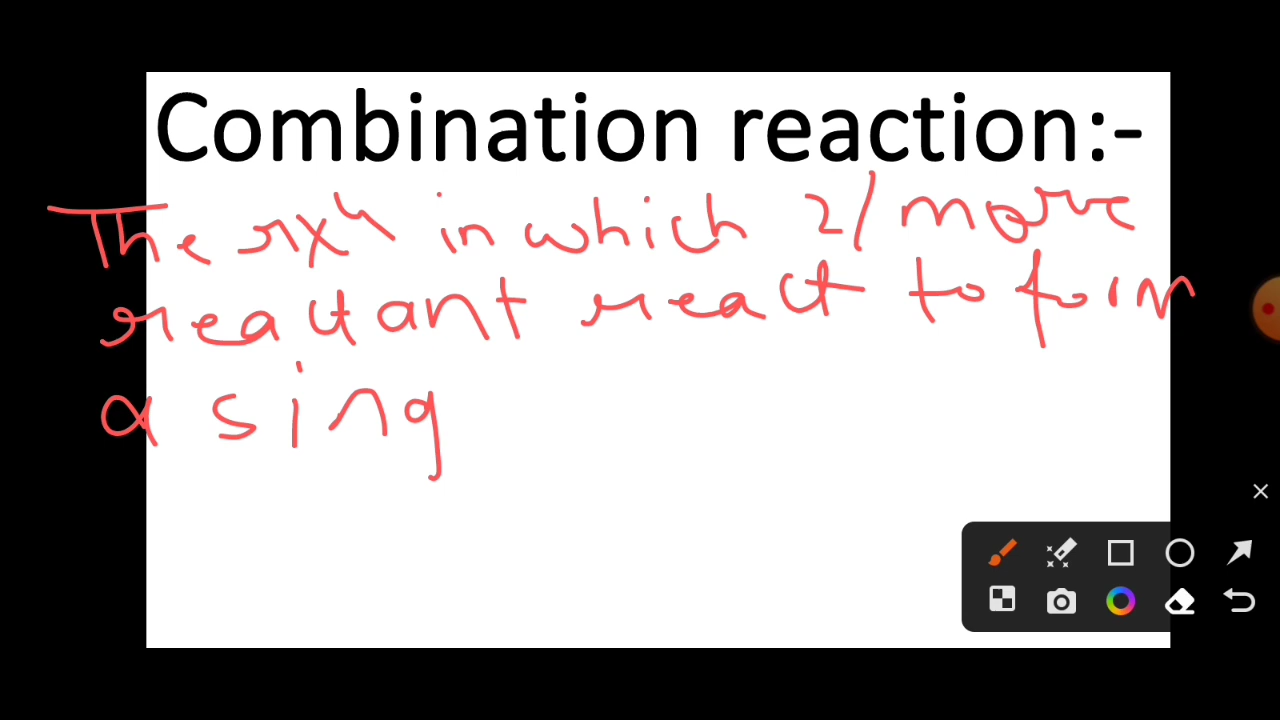 Combination reaction:-
The rxn in which 2/ more
reactant react to form
a sing